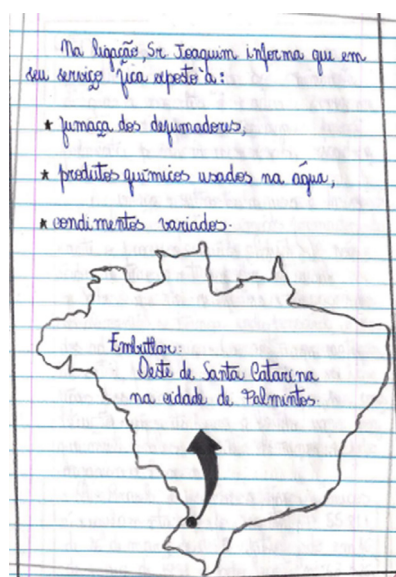 Na ligação, Sr Joaquim informa que em
seu serviço fica exposto a:
* fumaça dos defumadores,
* produtos químicos usados na água,
* condimentos variados.
Embutlar:
Oeste de Santa Catarina
na cidade de Palmitos.